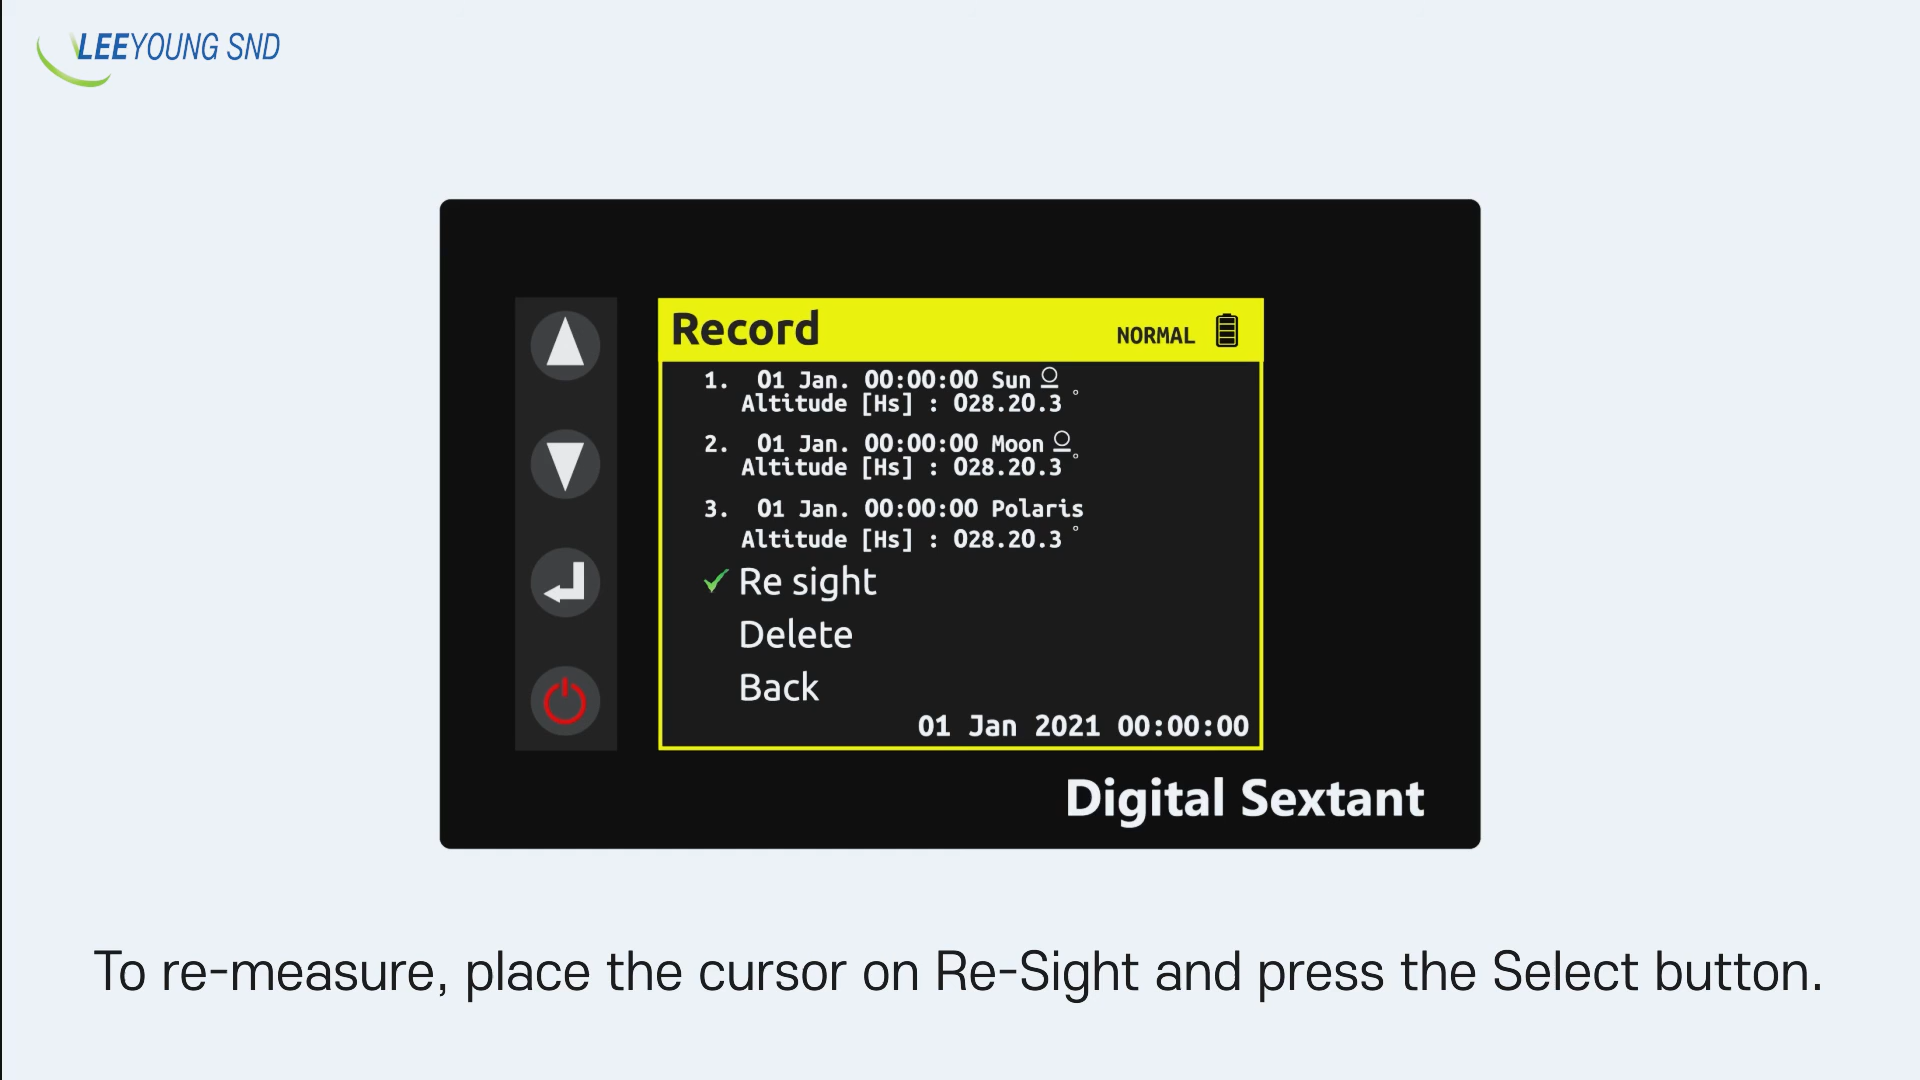 LEEYOUNG SND
Record
NORMAL
1. 01 Jan. 00:00:00 Sun
Altitude [Hs] : 028.20.3 °
2. 01 Jan. 00:00:00 Moon
Altitude [Hs] : 028.20.3 °
3. 01 Jan. 00:00:00 Polaris
Altitude [Hs] : 028.20.3 °
Re sight
Delete
Back
01 Jan 2021 00:00:00
Digital Sextant
To re-measure, place the cursor on Re-Sight and press the Select button.